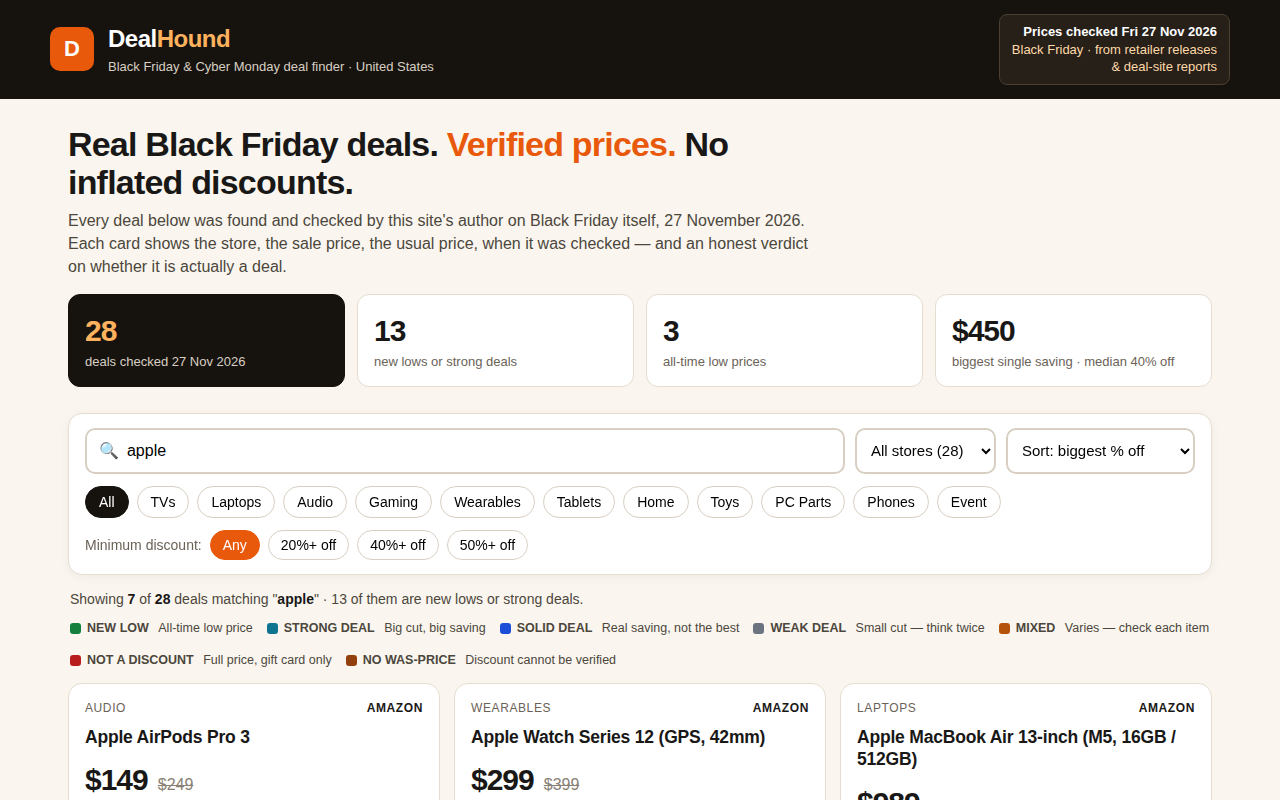 D
DealHound
Black Friday & Cyber Monday deal finder · United States
Prices checked Fri 27 Nov 2026
Black Friday · from retailer releases
& deal-site reports
Real Black Friday deals. Verified prices. No
inflated discounts.
Every deal below was found and checked by this site's author on Black Friday itself, 27 November 2026.
Each card shows the store, the sale price, the usual price, when it was checked — and an honest verdict
on whether it is actually a deal.
28
deals checked 27 Nov 2026
13
new lows or strong deals
3
all-time low prices
$450
biggest single saving · median 40% off
apple
All stores (28)
Sort: biggest % off
All TVs Laptops Audio Gaming Wearables Tablets Home Toys PC Parts Phones Event
Minimum discount: Any 20%+ off 40%+ off 50%+ off
Showing 7 of 28 deals matching "apple" · 13 of them are new lows or strong deals.
NEW LOW All-time low price STRONG DEAL Big cut, big saving SOLID DEAL Real saving, not the best WEAK DEAL Small cut — think twice MIXED Varies — check each item
NOT A DISCOUNT Full price, gift card only NO WAS-PRICE Discount cannot be verified
AUDIO AMAZON
Apple AirPods Pro 3
$149 $249
WEARABLES AMAZON
Apple Watch Series 12 (GPS, 42mm)
$299 $399
LAPTOPS AMAZON
Apple MacBook Air 13-inch (M5, 16GB /
512GB)